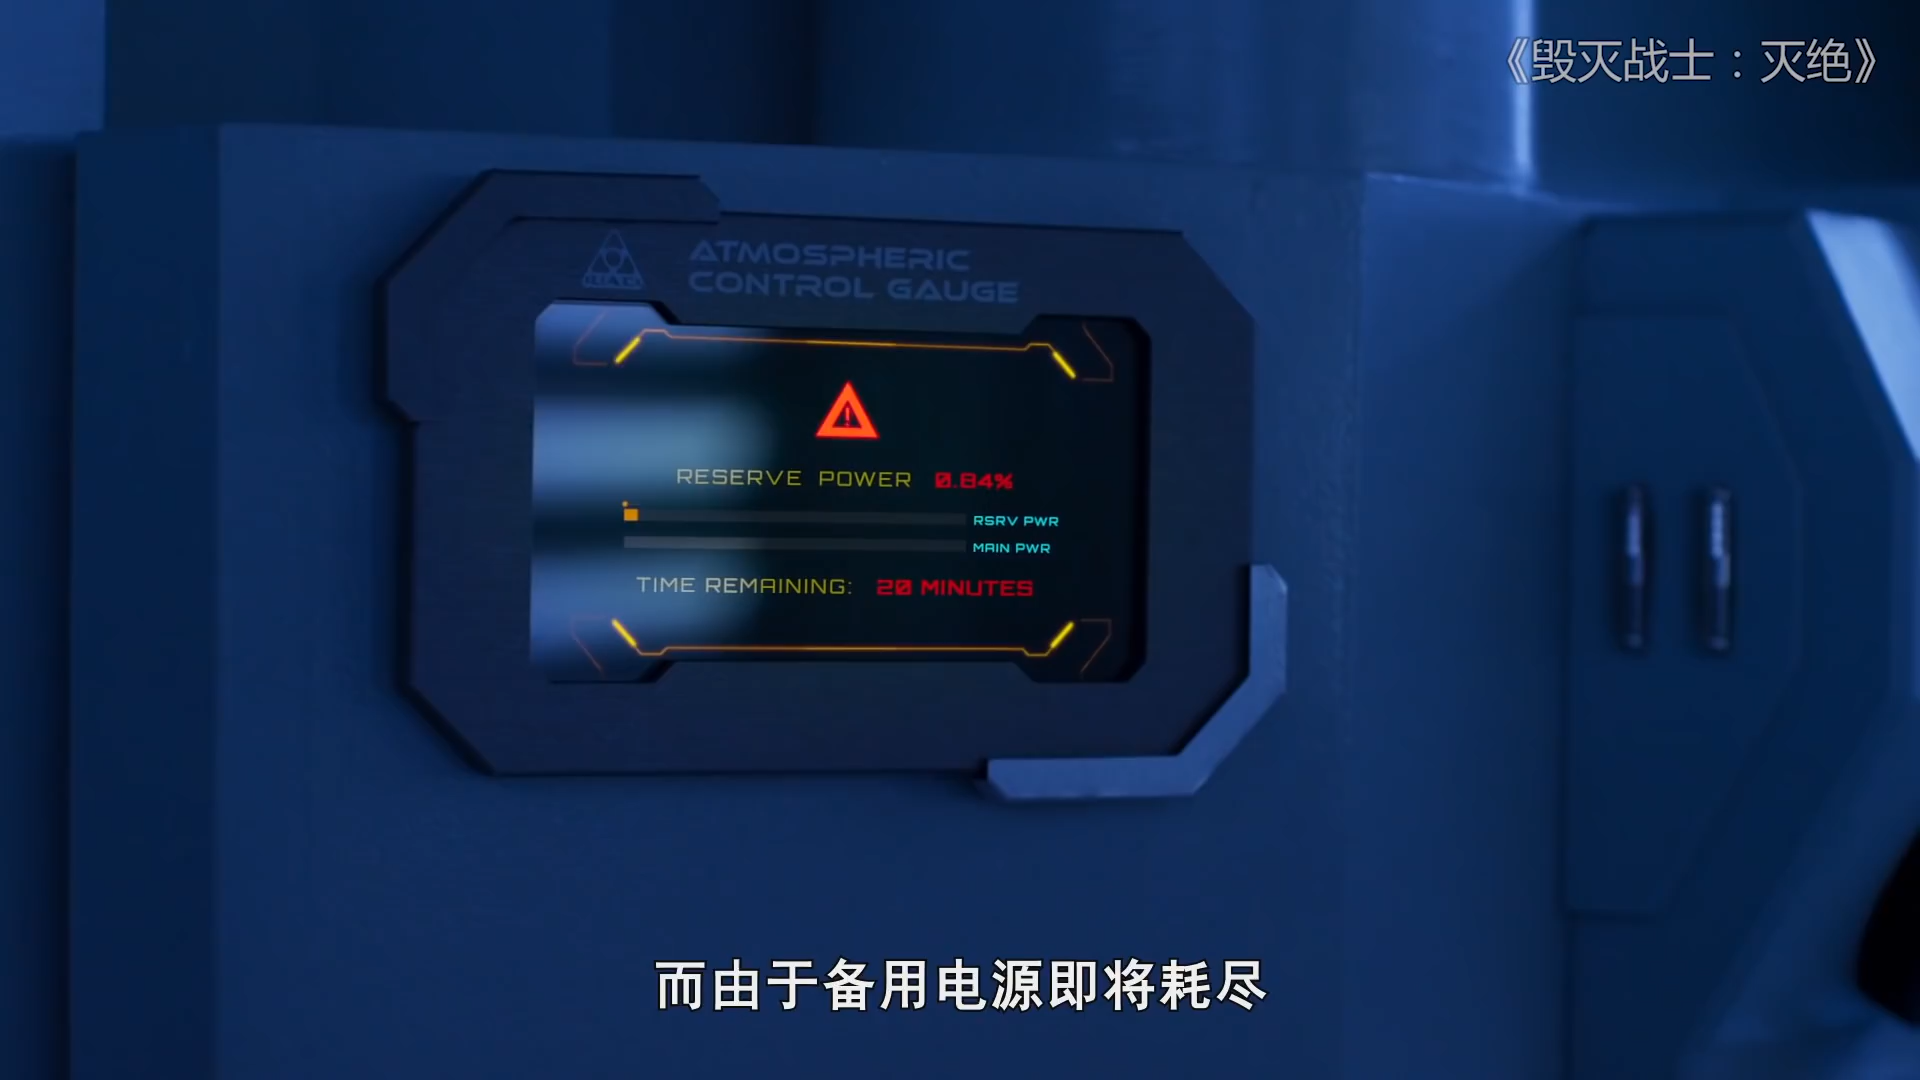 《毁灭战士：灭绝》
ATMOSPHERIC
CONTROL GAUGE
RESERVE POWER 0.84%
RSRV PWR
MAIN PWR
TIME REMAINING: 20 MINUTES
而由于备用电源即将耗尽